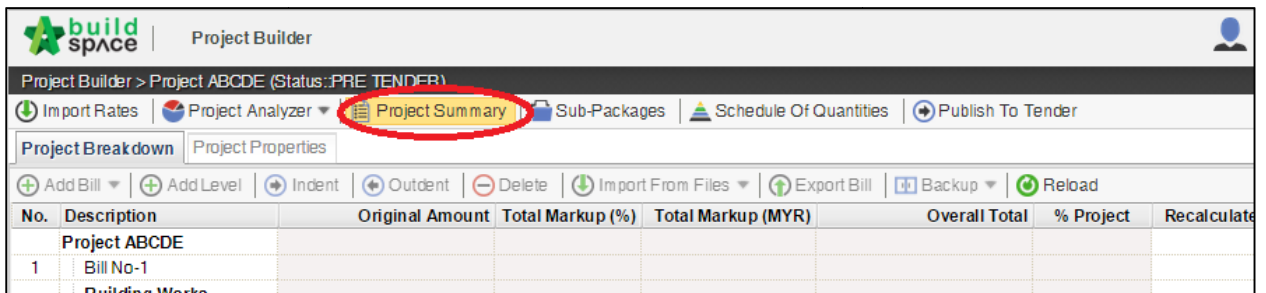 build
space
Project Builder
Project Builder > Project ABCDE (Status::PRE TENDER)
Import Rates Project Analyzer Project Summary Sub-Packages Schedule Of Quantities Publish To Tender
Project Breakdown Project Properties
Add Bill Add Level Indent Outdent Delete Import From Files Export Bill Backup Reload
No. Description Original Amount Total Markup (%) Total Markup (MYR) Overall Total % Project Recalculate
Project ABCDE
1 Bill No-1
Building Works